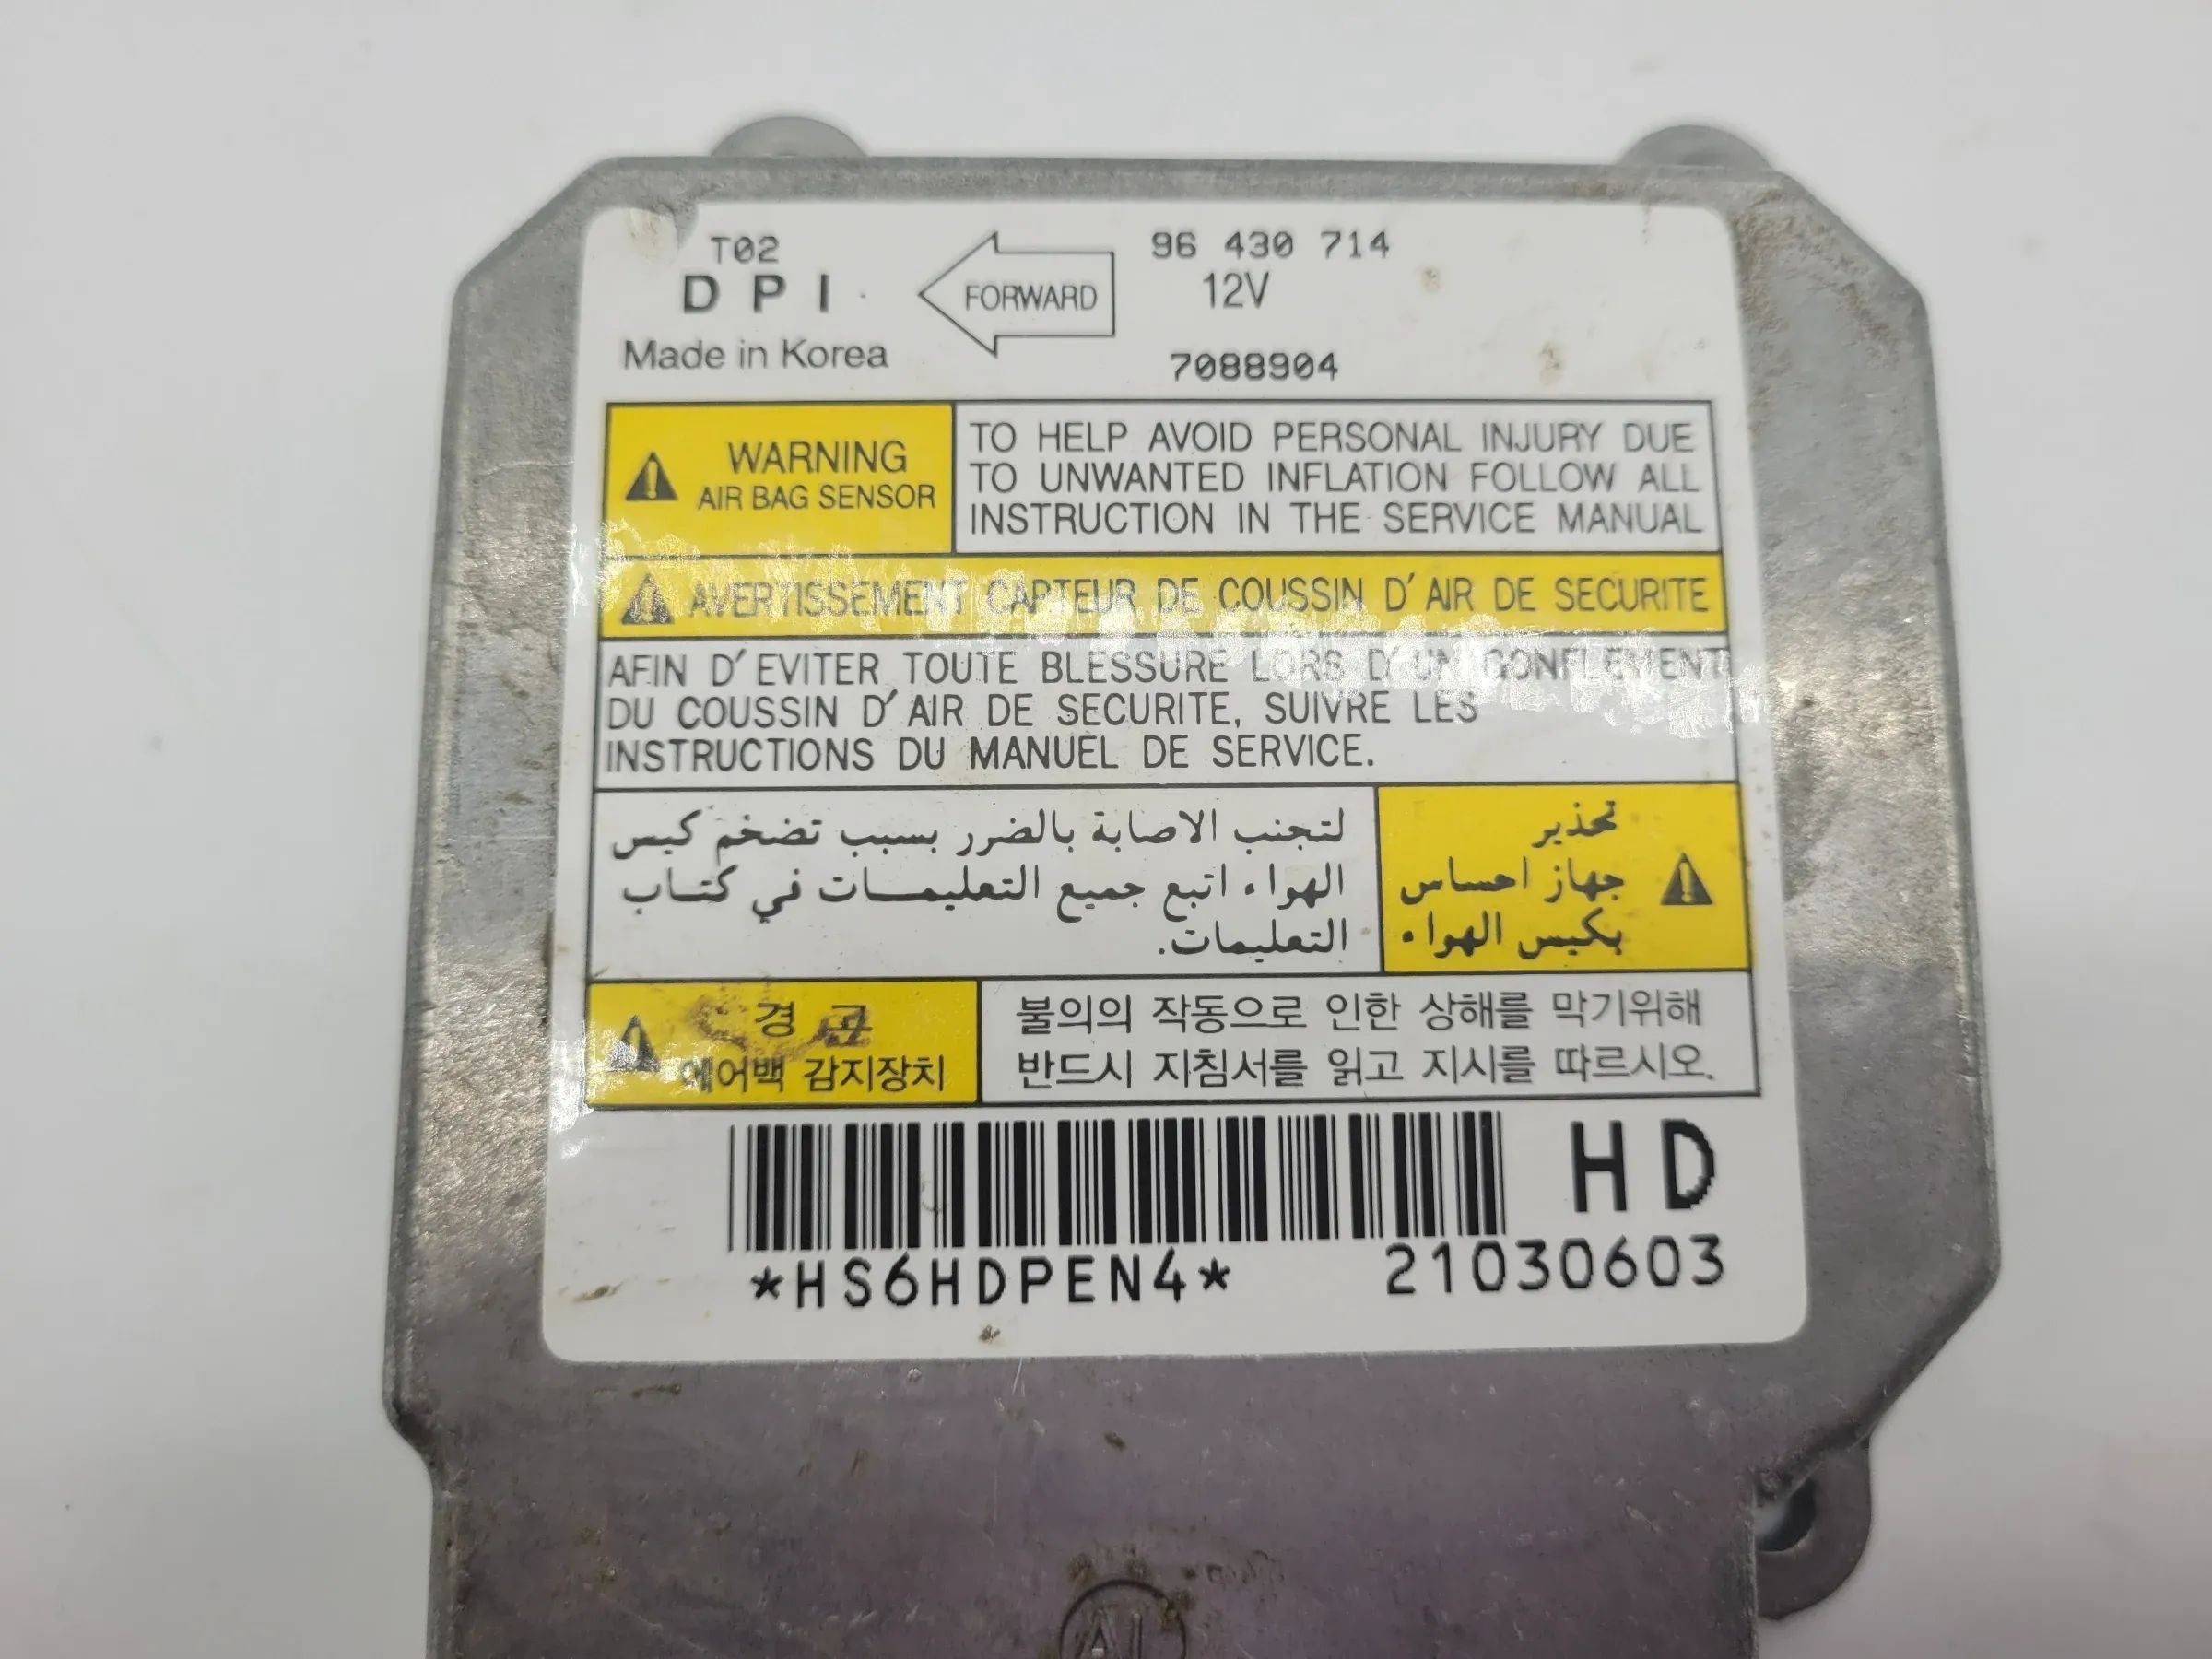 T02
D P I
Made in Korea
FORWARD
96 430 714
12V
7088904
WARNING
AIR BAG SENSOR
TO HELP AVOID PERSONAL INJURY DUE
TO UNWANTED INFLATION FOLLOW ALL
INSTRUCTION IN THE SERVICE MANUAL
AVERTISSEMENT CAPTEUR DE COUSSIN D'AIR DE SECURITE
AFIN D'EVITER TOUTE BLESSURE LORS D'UN GONFLEMENT
DU COUSSIN D'AIR DE SECURITE, SUIVRE LES
INSTRUCTIONS DU MANUEL DE SERVICE.
تحذير
جهاز احساس
بكيس الهواء
لتجنب الاصابة بالضرر بسبب تضخم كيس
الهواء اتبع جميع التعليمات في كتاب
التعليمات.
경 고
에어백 감지장치
불의의 작동으로 인한 상해를 막기위해
반드시 지침서를 읽고 지시를 따르시오.
H D
*HS6HDPEN4* 21030603